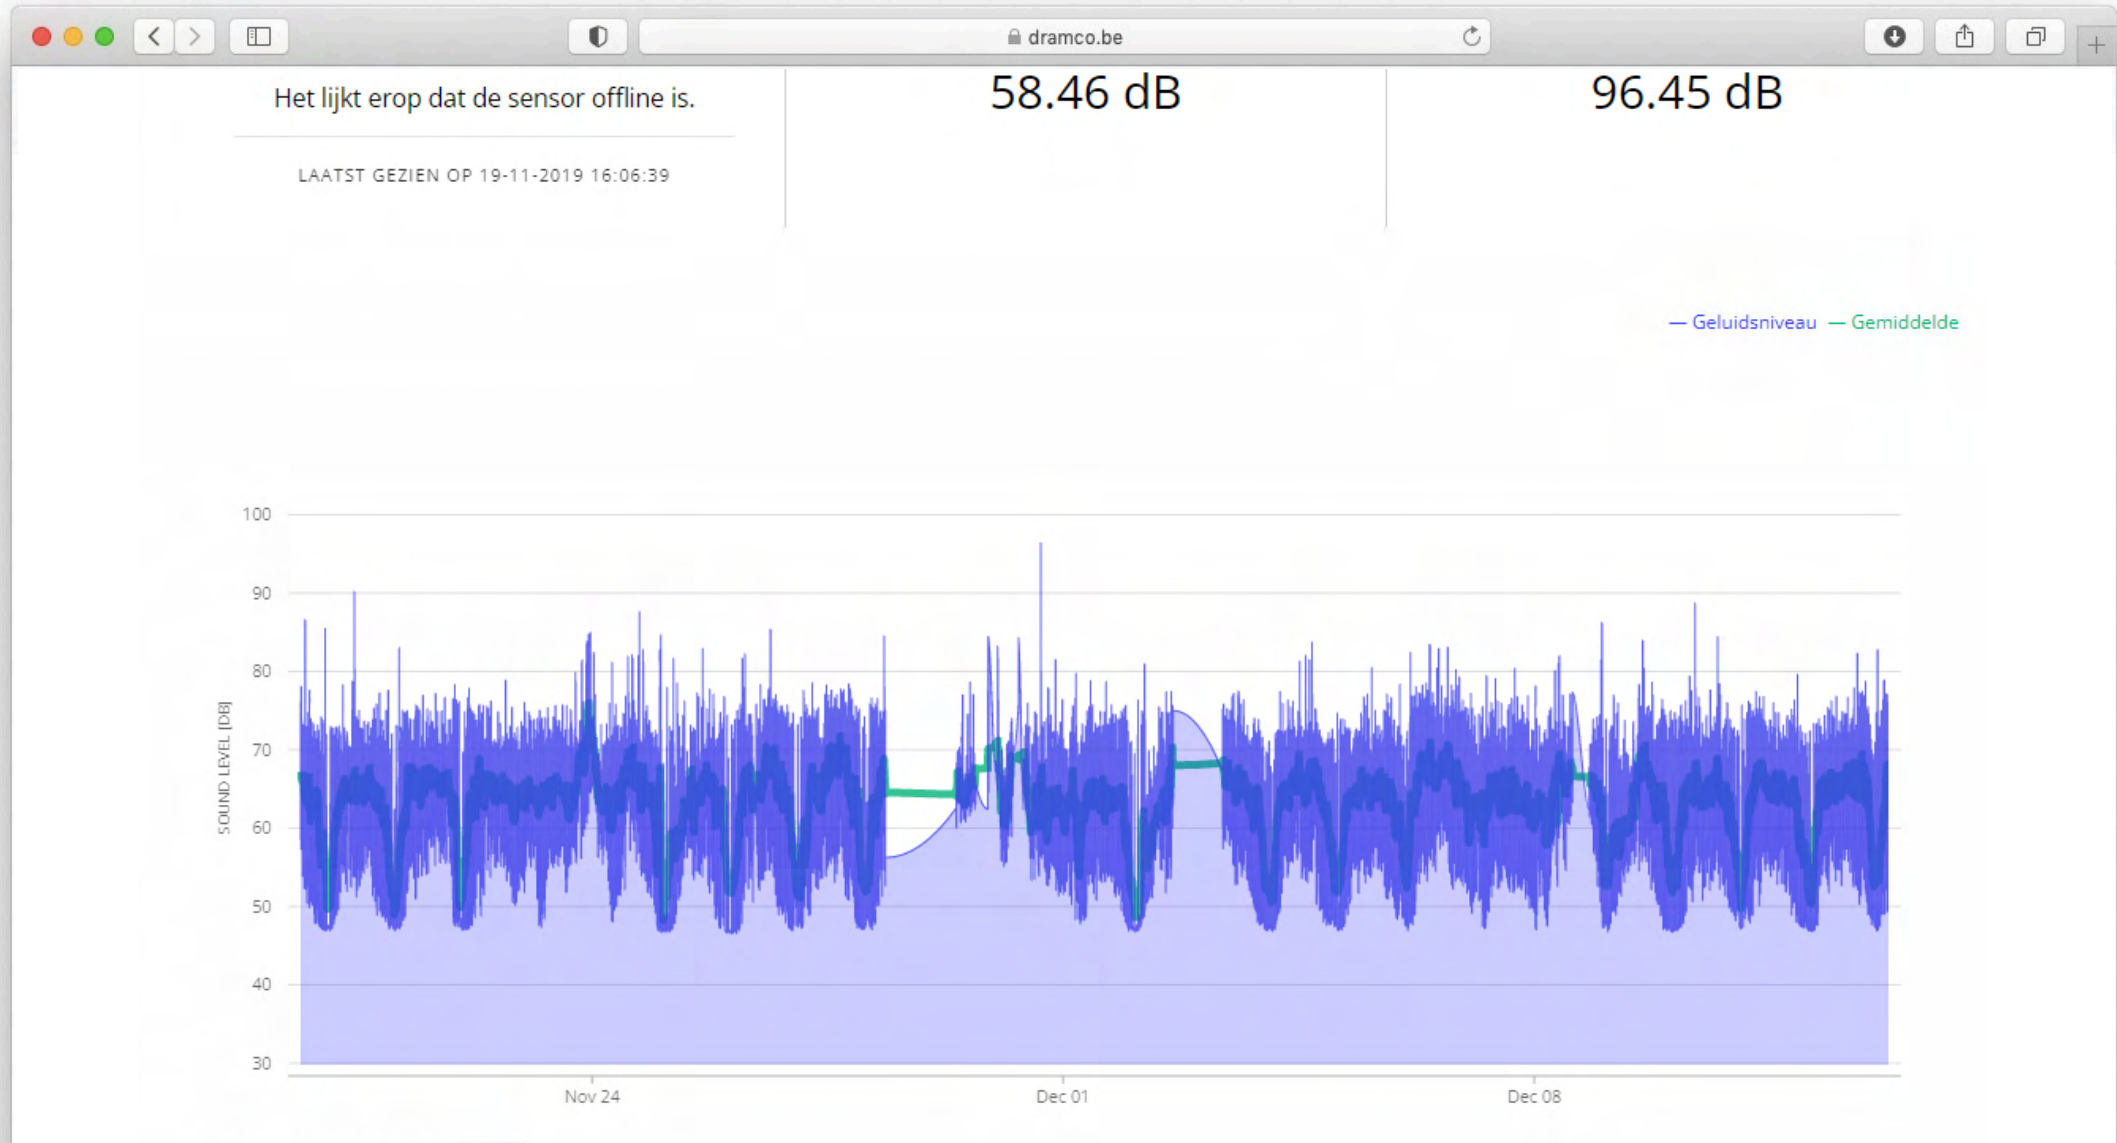 dramco.be
Het lijkt erop dat de sensor offline is.
LAATST GEZIEN OP 19-11-2019 16:06:39
58.46 dB
96.45 dB
— Geluidsniveau — Gemiddelde
SOUND LEVEL [DB]
100
90
80
70
60
50
40
30
Nov 24
Dec 01
Dec 08